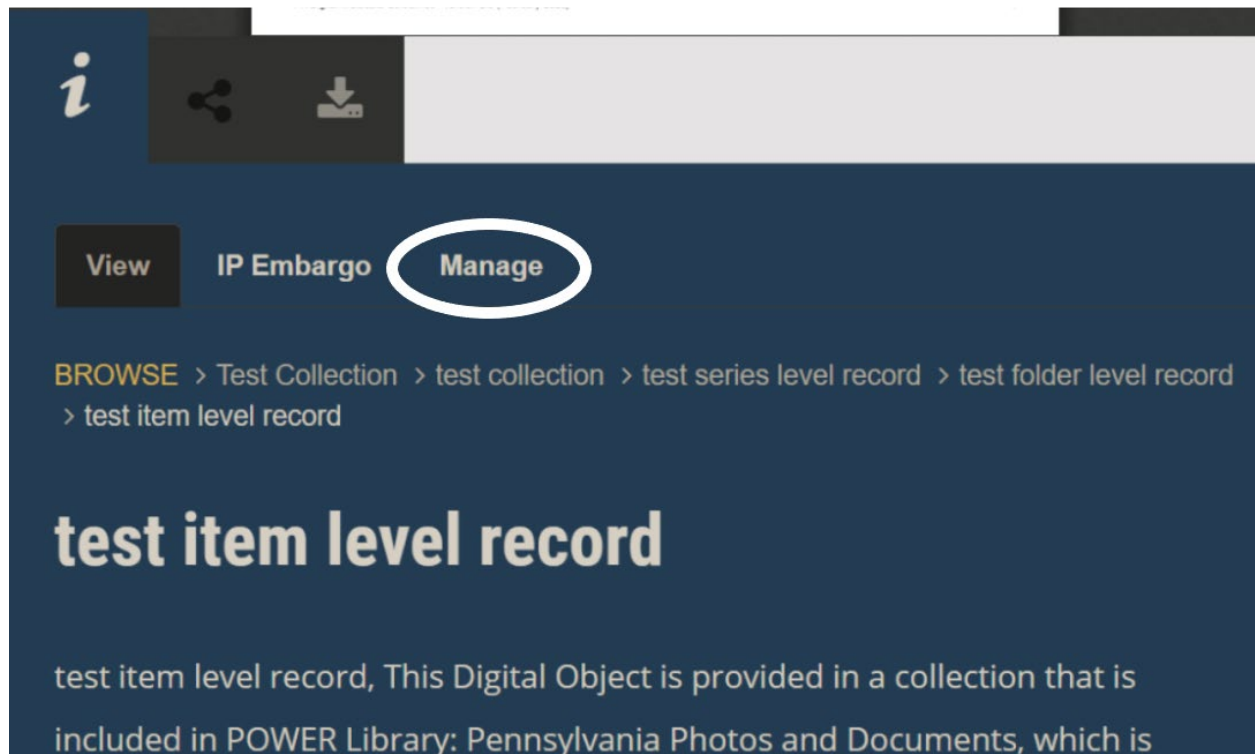 i
View IP Embargo Manage
BROWSE > Test Collection > test collection > test series level record > test folder level record
> test item level record
test item level record
test item level record, This Digital Object is provided in a collection that is
included in POWER Library: Pennsylvania Photos and Documents, which is